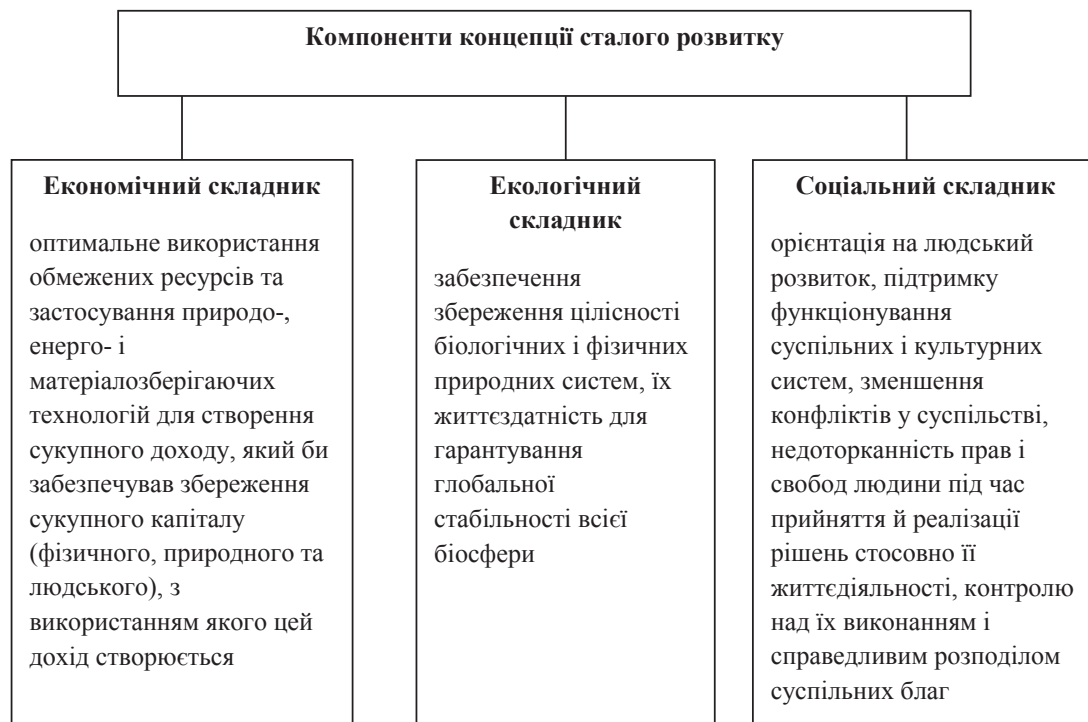 Компоненти концепції сталого розвитку
Економічний складник
оптимальне використання
обмежених ресурсів та
застосування природо-,
енерго- і
матеріалозберігаючих
технологій для створення
сукупного доходу, який би
забезпечував збереження
сукупного капіталу
(фізичного, природного та
людського), з
використанням якого цей
дохід створюється
Екологічний
складник
забезпечення
збереження цілісності
біологічних і фізичних
природних систем, їх
життєздатність для
гарантування
глобальної
стабільності всієї
біосфери
Соціальний складник
орієнтація на людський
розвиток, підтримку
функціонування
суспільних і культурних
систем, зменшення
конфліктів у суспільстві,
недоторканність прав і
свобод людини під час
прийняття й реалізації
рішень стосовно її
життєдіяльності, контролю
над їх виконанням і
справедливим розподілом
суспільних благ